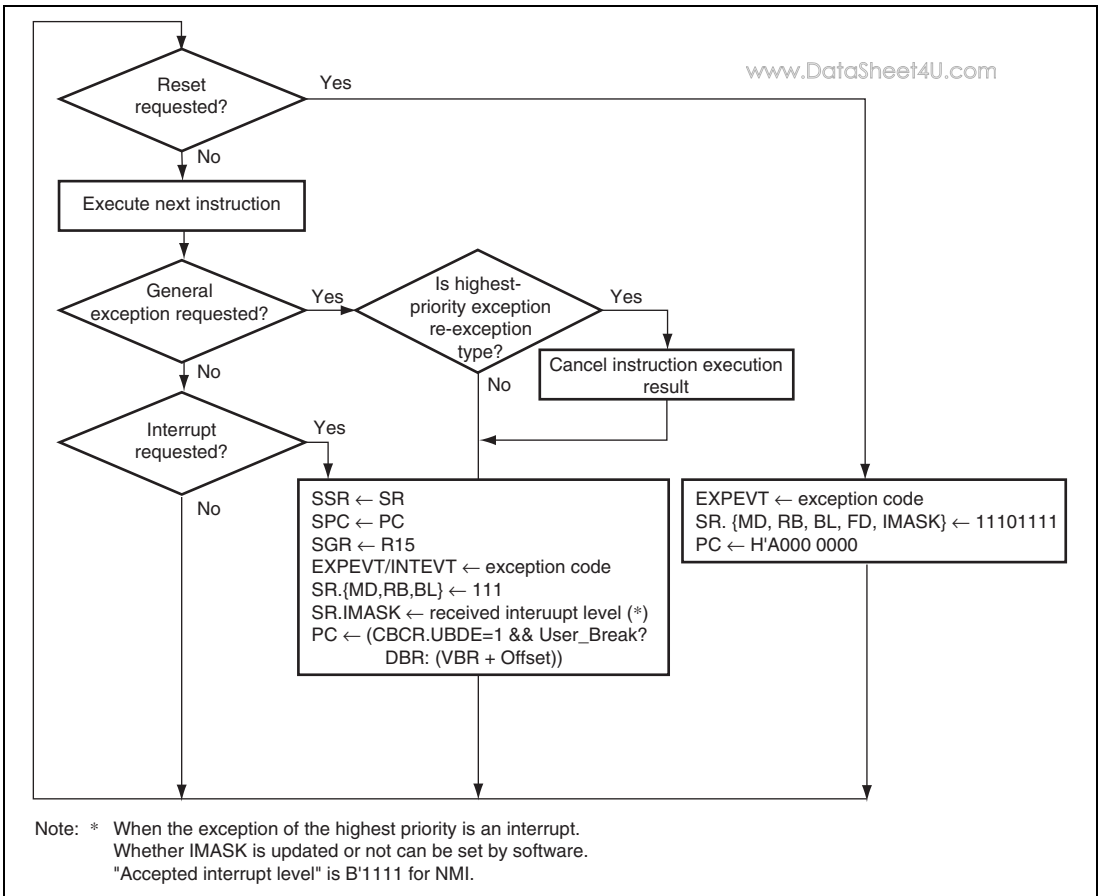 www.DataSheet4U.com
Reset
requested?
Yes
No
Execute next instruction
General
exception requested?
Yes
No
Is highest-
priority exception
re-exception
type?
Yes
No
Cancel instruction execution
result
Interrupt
requested?
Yes
No
SSR ← SR
SPC ← PC
SGR ← R15
EXPEVT/INTEVT ← exception code
SR.{MD,RB,BL} ← 111
SR.IMASK ← received interuupt level (*)
PC ← (CBCR.UBDE=1 && User_Break?
DBR: (VBR + Offset))
EXPEVT ← exception code
SR. {MD, RB, BL, FD, IMASK} ← 11101111
PC ← H'A000 0000
Note: * When the exception of the highest priority is an interrupt.
Whether IMASK is updated or not can be set by software.
"Accepted interrupt level" is B'1111 for NMI.